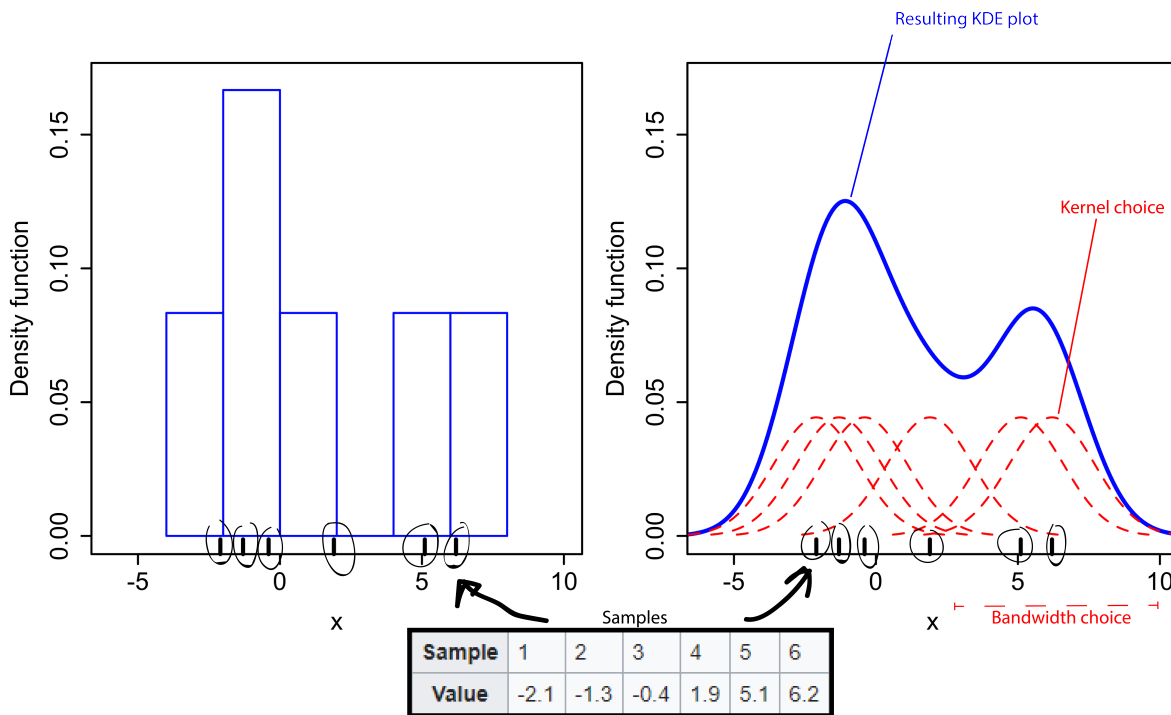 Resulting KDE plot
Kernel choice
Density function
0.00 0.05 0.10 0.15
-5 0 5 10
x
Density function
0.00 0.05 0.10 0.15
-5 0 5 10
x
Bandwidth choice
Samples
Sample 1 2 3 4 5 6
Value -2.1 -1.3 -0.4 1.9 5.1 6.2